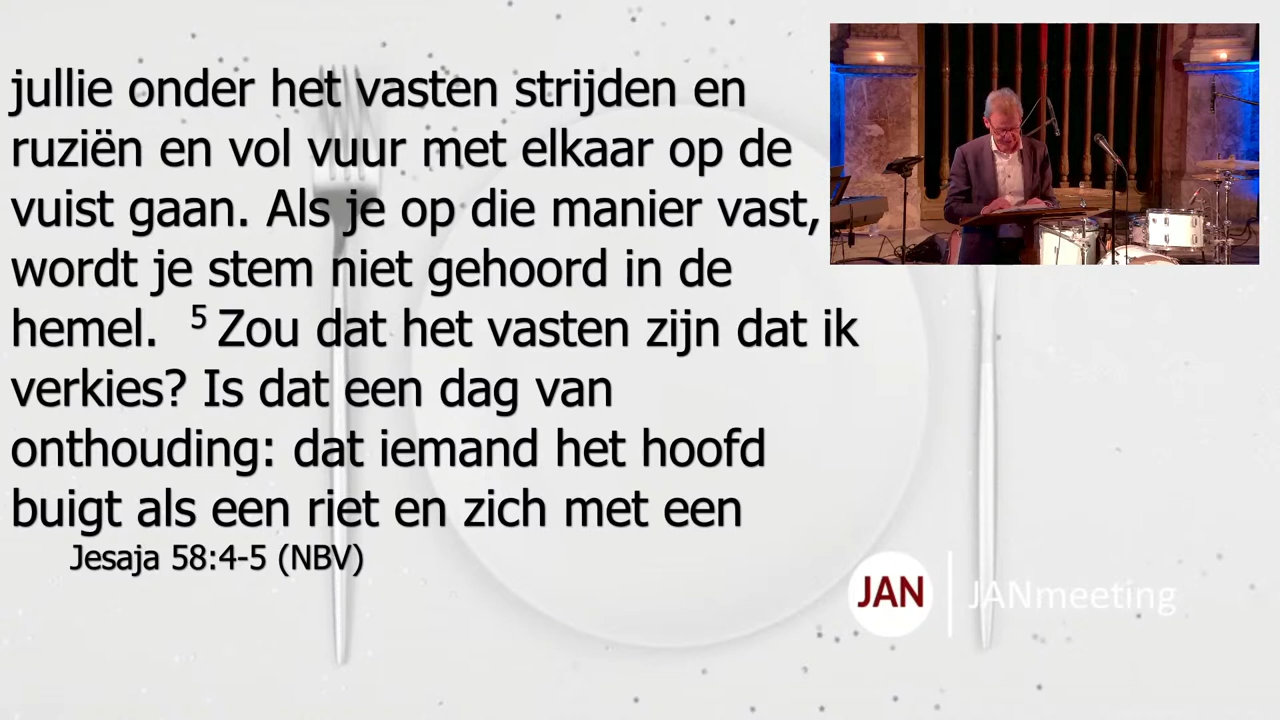 jullie onder het vasten strijden en
ruziën en vol vuur met elkaar op de
vuist gaan. Als je op die manier vast,
wordt je stem niet gehoord in de
hemel. 5 Zou dat het vasten zijn dat ik
verkies? Is dat een dag van
onthouding: dat iemand het hoofd
buigt als een riet en zich met een
Jesaja 58:4-5 (NBV)
JAN JANmeeting